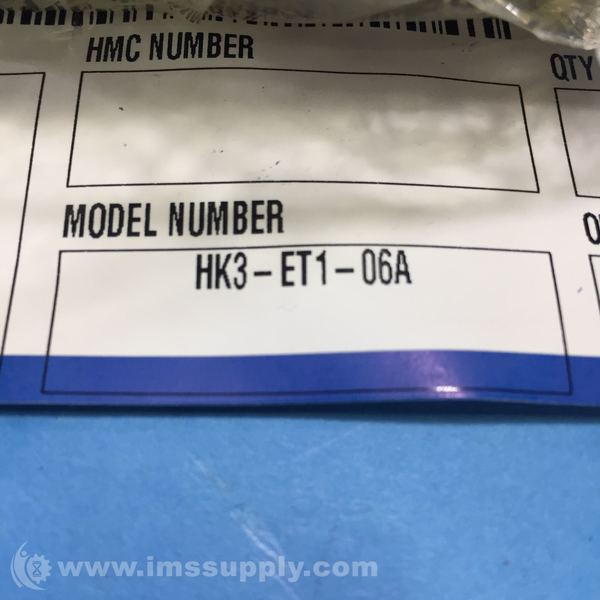 HMC NUMBER
QTY
MODEL NUMBER
HK3-ET1-06A
www.imssupply.com